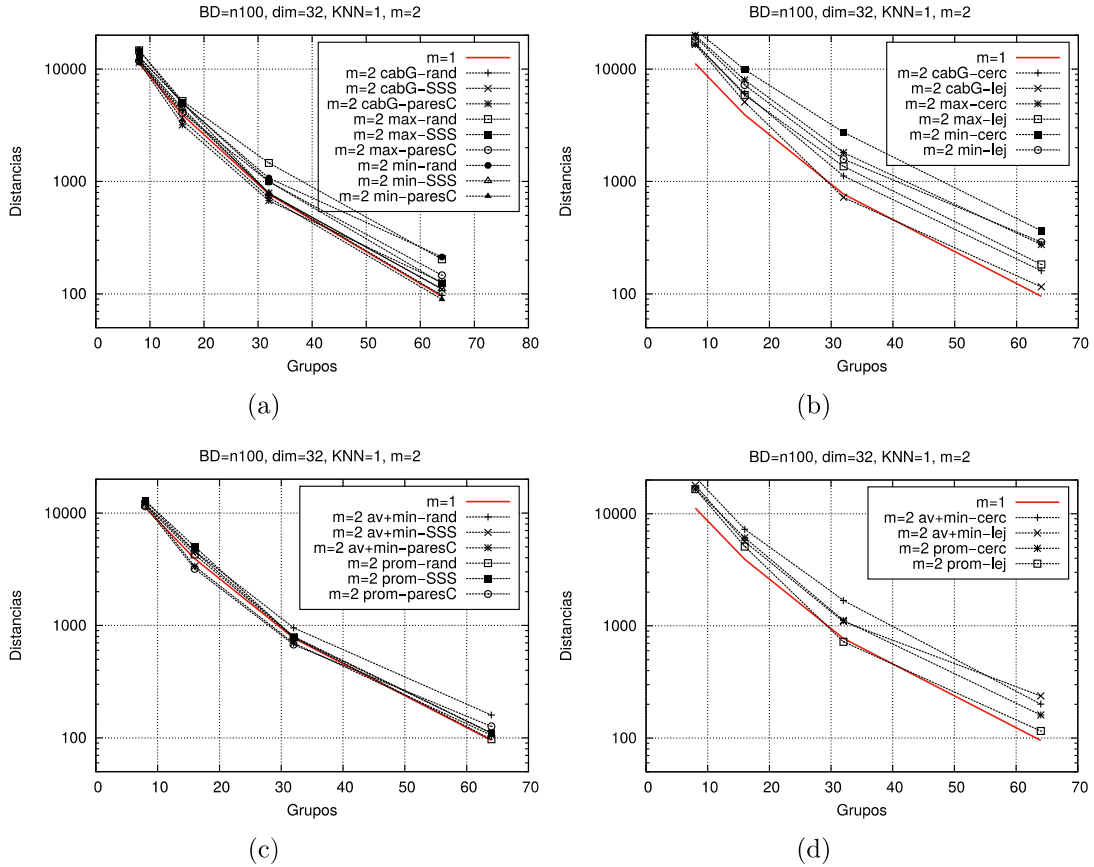 BD=n100, dim=32, KNN=1, m=2
10000
1000
100
0 10 20 30 40 50 60 70 80
Distancias
Grupos
m=1
m=2 cabG-rand
m=2 cabG-SSS
m=2 cabG-paresC
m=2 max-rand
m=2 max-SSS
m=2 max-paresC
m=2 min-rand
m=2 min-SSS
m=2 min-paresC
(a)
BD=n100, dim=32, KNN=1, m=2
10000
1000
100
0 10 20 30 40 50 60 70
Distancias
Grupos
m=1
m=2 cabG-cerc
m=2 cabG-lej
m=2 max-cerc
m=2 max-lej
m=2 min-cerc
m=2 min-lej
(b)
BD=n100, dim=32, KNN=1, m=2
10000
1000
100
0 10 20 30 40 50 60 70 80
Distancias
Grupos
m=1
m=2 av+min-rand
m=2 av+min-SSS
m=2 av+min-paresC
m=2 prom-rand
m=2 prom-SSS
m=2 prom-paresC
(c)
BD=n100, dim=32, KNN=1, m=2
10000
1000
100
0 10 20 30 40 50 60 70
Distancias
Grupos
m=1
m=2 av+min-cerc
m=2 av+min-lej
m=2 prom-cerc
m=2 prom-lej
(d)